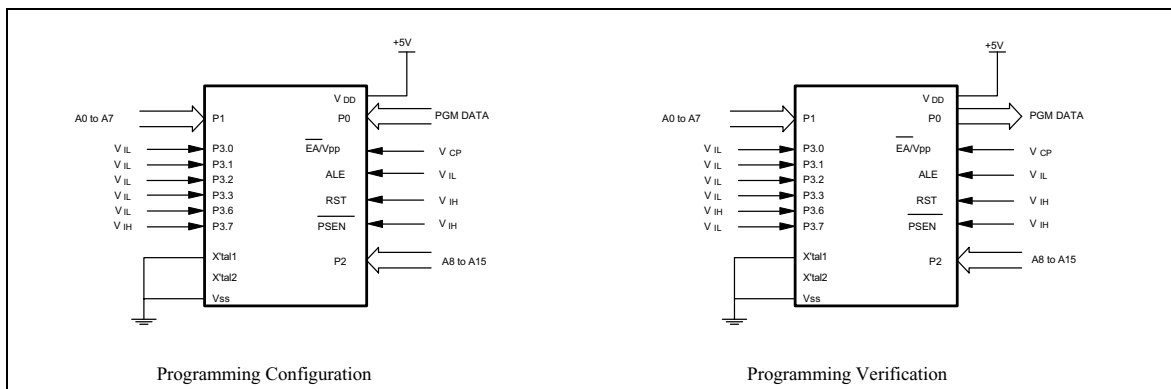 +5V
V DD
A0 to A7
P1
P0
PGM DATA
V IL
P3.0
EA/Vpp
V CP
V IL
P3.1
V IL
P3.2
ALE
V IL
V IL
P3.3
RST
V IH
V IL
P3.6
V IH
P3.7
PSEN
V IH
X'tal1
P2
A8 to A15
X'tal2
Vss
Programming Configuration
+5V
V DD
A0 to A7
P1
P0
PGM DATA
V IL
P3.0
EA/Vpp
V CP
V IL
P3.1
V IL
P3.2
ALE
V IL
V IL
P3.3
RST
V IH
V IH
P3.6
V IL
P3.7
PSEN
V IH
X'tal1
P2
A8 to A15
X'tal2
Vss
Programming Verification